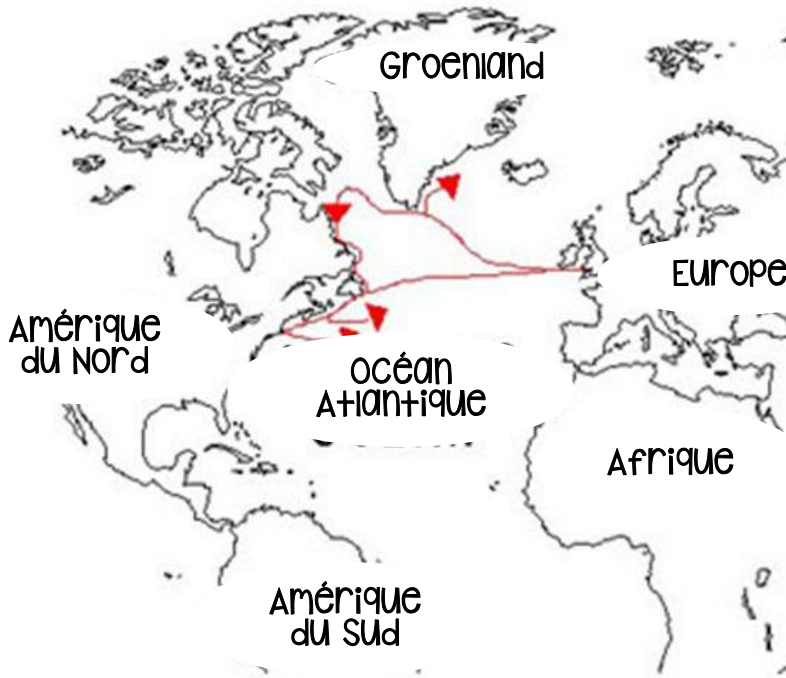 Groenland
Europe
Amérique
du Nord
Océan
Atlantique
Afrique
Amérique
du Sud